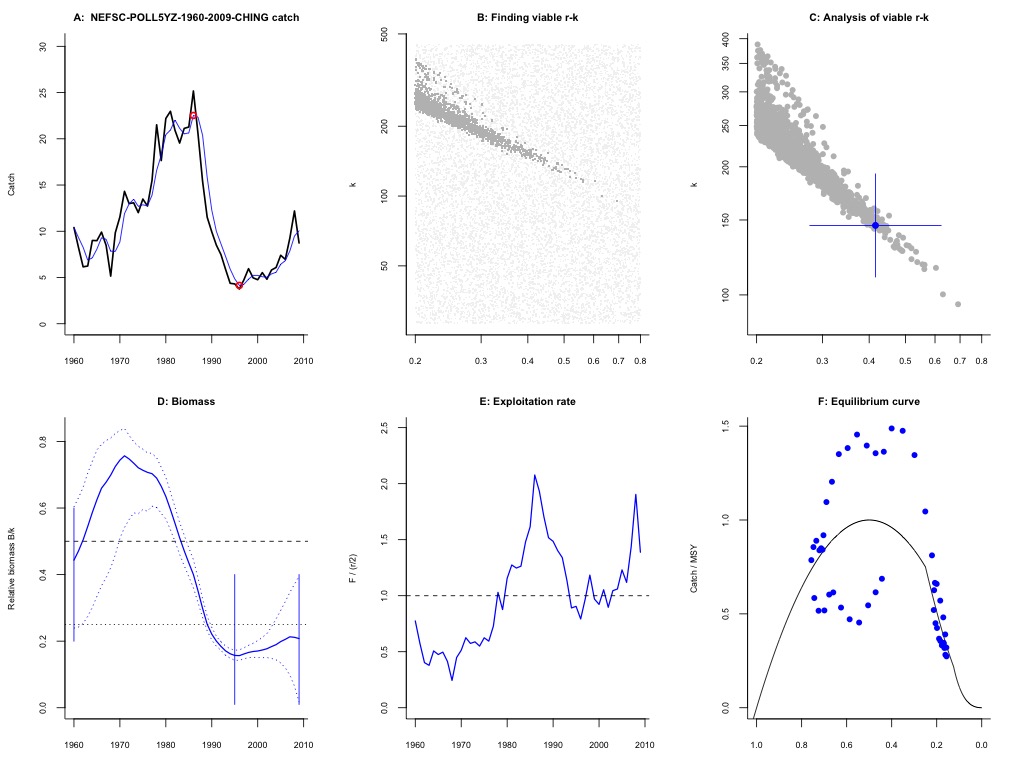 A: NEFSC-POLL5YZ-1960-2009-CHING catch
Catch
0 5 10 15 20 25 30
1960 1970 1980 1990 2000 2010
B: Finding viable r-k
k
50 100 200 500
0.2 0.3 0.4 0.5 0.6 0.7 0.8
C: Analysis of viable r-k
k
100 150 200 250 300 350 400
0.2 0.3 0.4 0.5 0.6 0.7 0.8
D: Biomass
Relative biomass B/k
0.0 0.2 0.4 0.6 0.8
1960 1970 1980 1990 2000 2010
E: Exploitation rate
F / (r/2)
0.0 0.5 1.0 1.5 2.0 2.5
1960 1970 1980 1990 2000 2010
F: Equilibrium curve
Catch / MSY
0.0 0.5 1.0 1.5
1.0 0.8 0.6 0.4 0.2 0.0